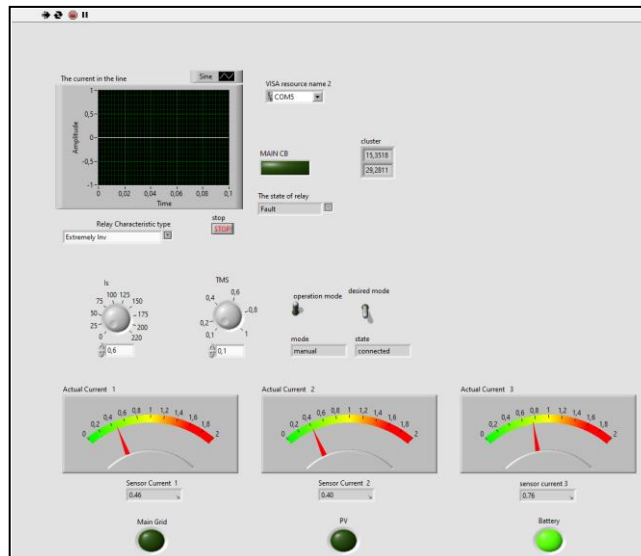 The current in the line
Sine
Amplitude
1
0,5
0
-0,5
-1
0 0,02 0,04 0,06 0,08 0,1
Time
VISA resource name 2
COM5
MAIN CB
cluster
15,3518
29,2811
The state of relay
Fault
stop
STOP
Relay Characteristic type
Extremely Inv
Is
0 25 50 75 100 125 150 175 200 220
0,6
TMS
0,1 0,2 0,4 0,6 0,8 1
0,1
operation mode
desired mode
mode
manual
state
connected
Actual Current 1
0 0,2 0,4 0,6 0,8 1 1,2 1,4 1,6 1,8 2
Sensor Current 1
0.46
Main Grid
Actual Current 2
0 0,2 0,4 0,6 0,8 1 1,2 1,4 1,6 1,8 2
Sensor Current 2
0.40
PV
Actual Current 3
0 0,2 0,4 0,6 0,8 1 1,2 1,4 1,6 1,8 2
sensor current 3
0.76
Battery